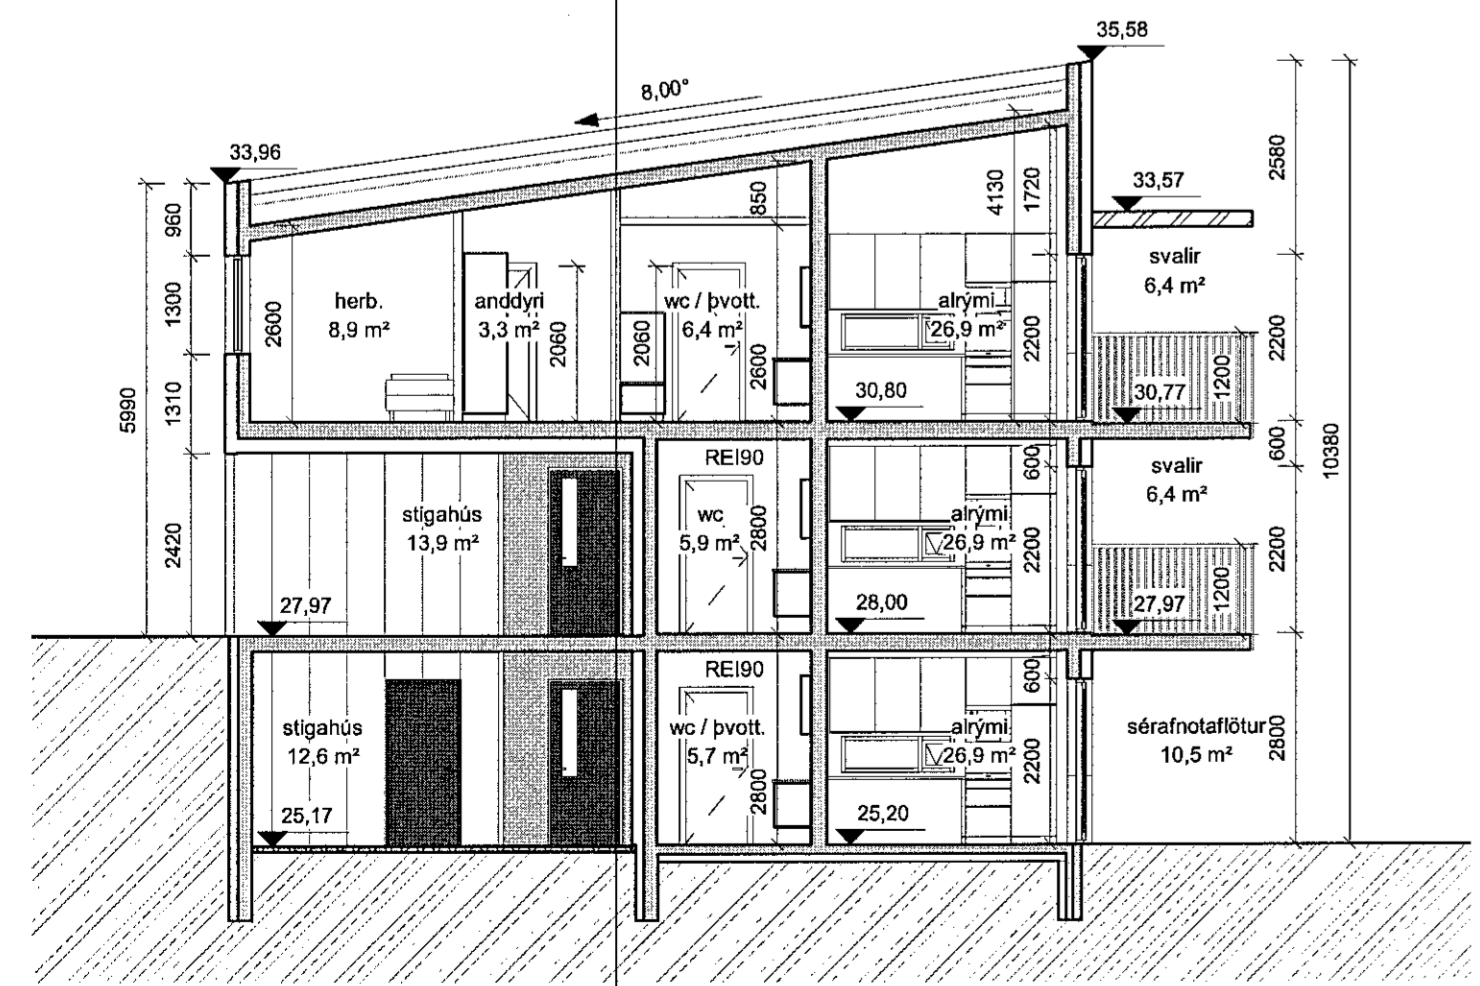 35,58
8,00°
33,96
33,57
960
1300
1310
5990
2420
2600
herb.
8,9 m²
anddyri
3,3 m²
2060
2060
wc / þvott.
6,4 m²
850
2600
alrými
26,9 m²
4130
1720
2200
30,80
svalir
6,4 m²
30,77
1200
2580
2200
600
10380
REI90
stigahús
13,9 m²
wc
5,9 m²
2800
alrými
26,9 m²
600
2200
28,00
27,97
svalir
6,4 m²
27,97
1200
2200
REI90
stigahús
12,6 m²
wc / þvott.
5,7 m²
2800
alrými
26,9 m²
600
2200
25,17
25,20
sérafnotaflötur
10,5 m²
2800